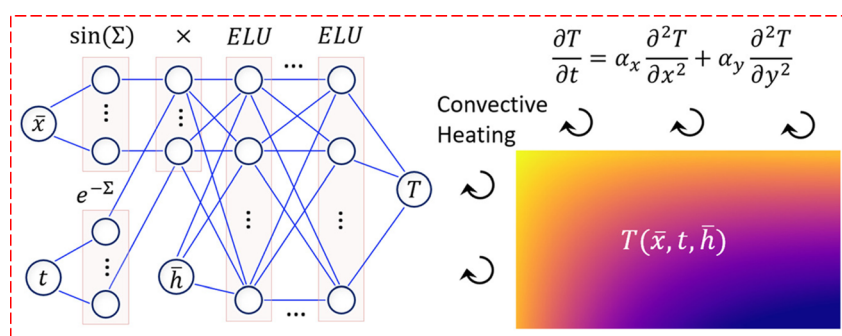 sin(Σ) × ELU ... ELU
x̄
e^{−Σ}
t
h̄
...
T
∂T/∂t = α_x ∂²T/∂x² + α_y ∂²T/∂y²
Convective
Heating
T(x̄, t, h̄)